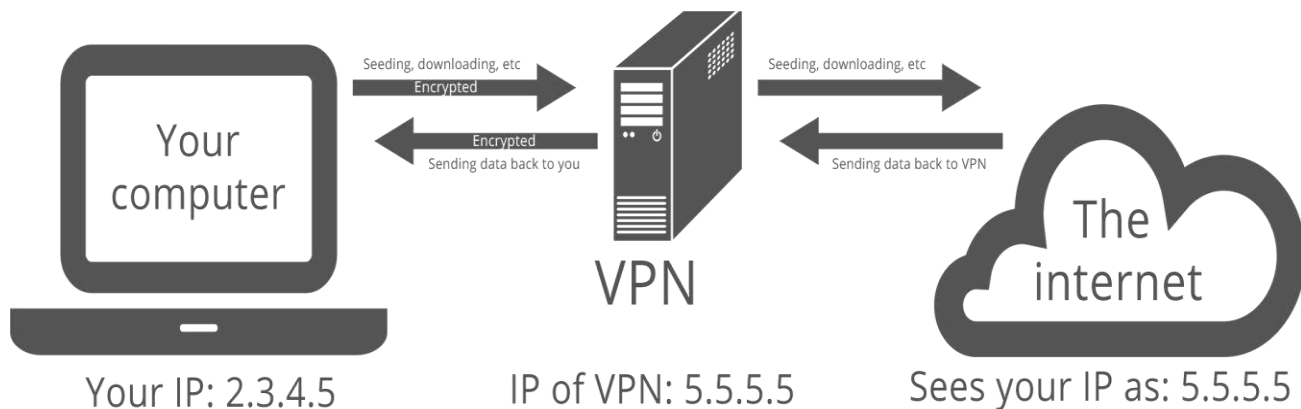 Your
computer
Your IP: 2.3.4.5
Seeding, downloading, etc
Encrypted
Encrypted
Sending data back to you
VPN
IP of VPN: 5.5.5.5
Seeding, downloading, etc
Sending data back to VPN
The
internet
Sees your IP as: 5.5.5.5